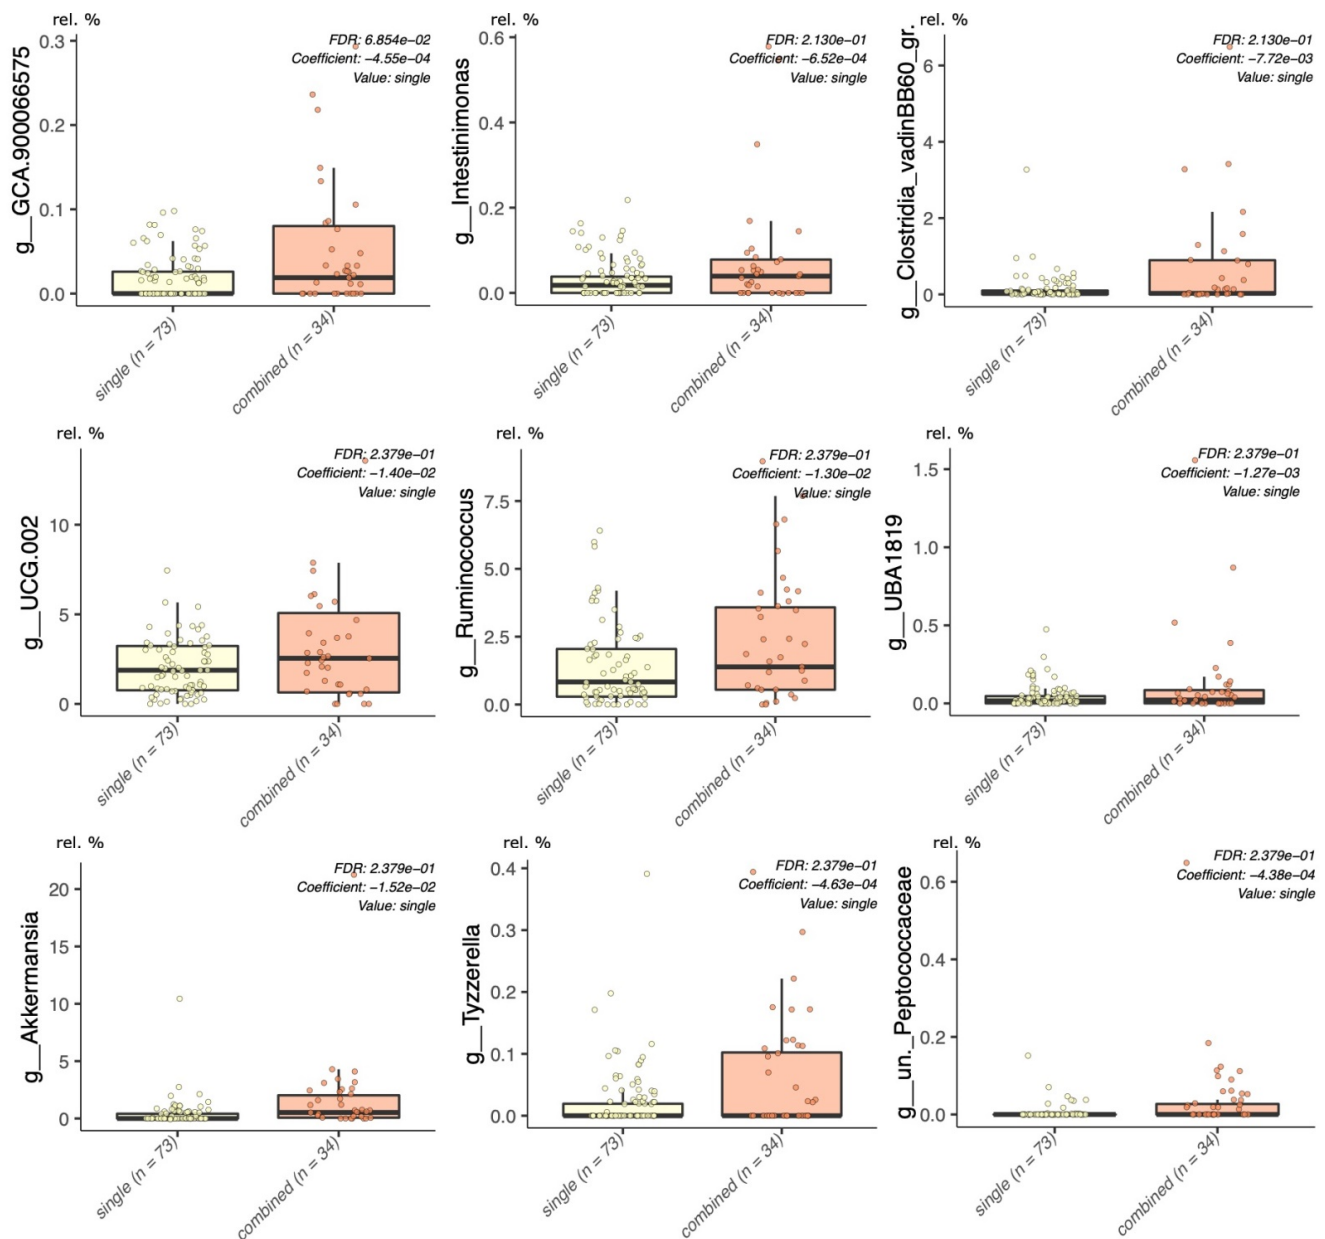 rel. %
g__GCA.900066575
0.3
0.2
0.1
0.0
FDR: 6.854e−02
Coefficient: −4.55e−04
Value: single
single (n = 73)
combined (n = 34)
rel. %
g__Intestinimonas
0.6
0.4
0.2
0.0
FDR: 2.130e−01
Coefficient: −6.52e−04
Value: single
single (n = 73)
combined (n = 34)
rel. %
g__Clostridia_vadinBB60_gr.
6
4
2
0
FDR: 2.130e−01
Coefficient: −7.72e−03
Value: single
single (n = 73)
combined (n = 34)
rel. %
g__UCG.002
10
5
0
FDR: 2.379e−01
Coefficient: −1.40e−02
Value: single
single (n = 73)
combined (n = 34)
rel. %
g__Ruminococcus
7.5
5.0
2.5
0.0
FDR: 2.379e−01
Coefficient: −1.30e−02
Value: single
single (n = 73)
combined (n = 34)
rel. %
g__UBA1819
1.5
1.0
0.5
0.0
FDR: 2.379e−01
Coefficient: −1.27e−03
Value: single
single (n = 73)
combined (n = 34)
rel. %
g__Akkermansia
20
15
10
5
0
FDR: 2.379e−01
Coefficient: −1.52e−02
Value: single
single (n = 73)
combined (n = 34)
rel. %
g__Tyzzerella
0.4
0.3
0.2
0.1
0.0
FDR: 2.379e−01
Coefficient: −4.63e−04
Value: single
single (n = 73)
combined (n = 34)
rel. %
g__un._Peptococcaceae
0.6
0.4
0.2
0.0
FDR: 2.379e−01
Coefficient: −4.38e−04
Value: single
single (n = 73)
combined (n = 34)